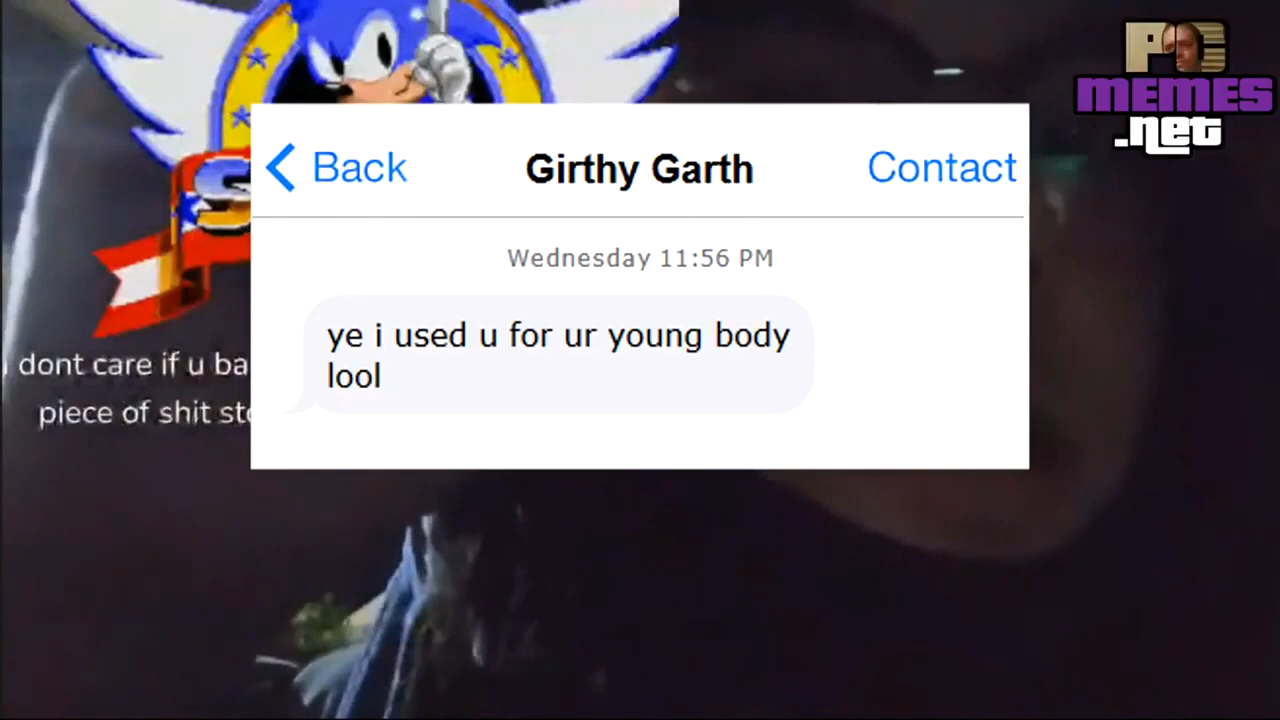 PC
MEMES
.net
Back
Girthy Garth
Contact
Wednesday 11:56 PM
ye i used u for ur young body
lool
dont care if u ba
piece of shit